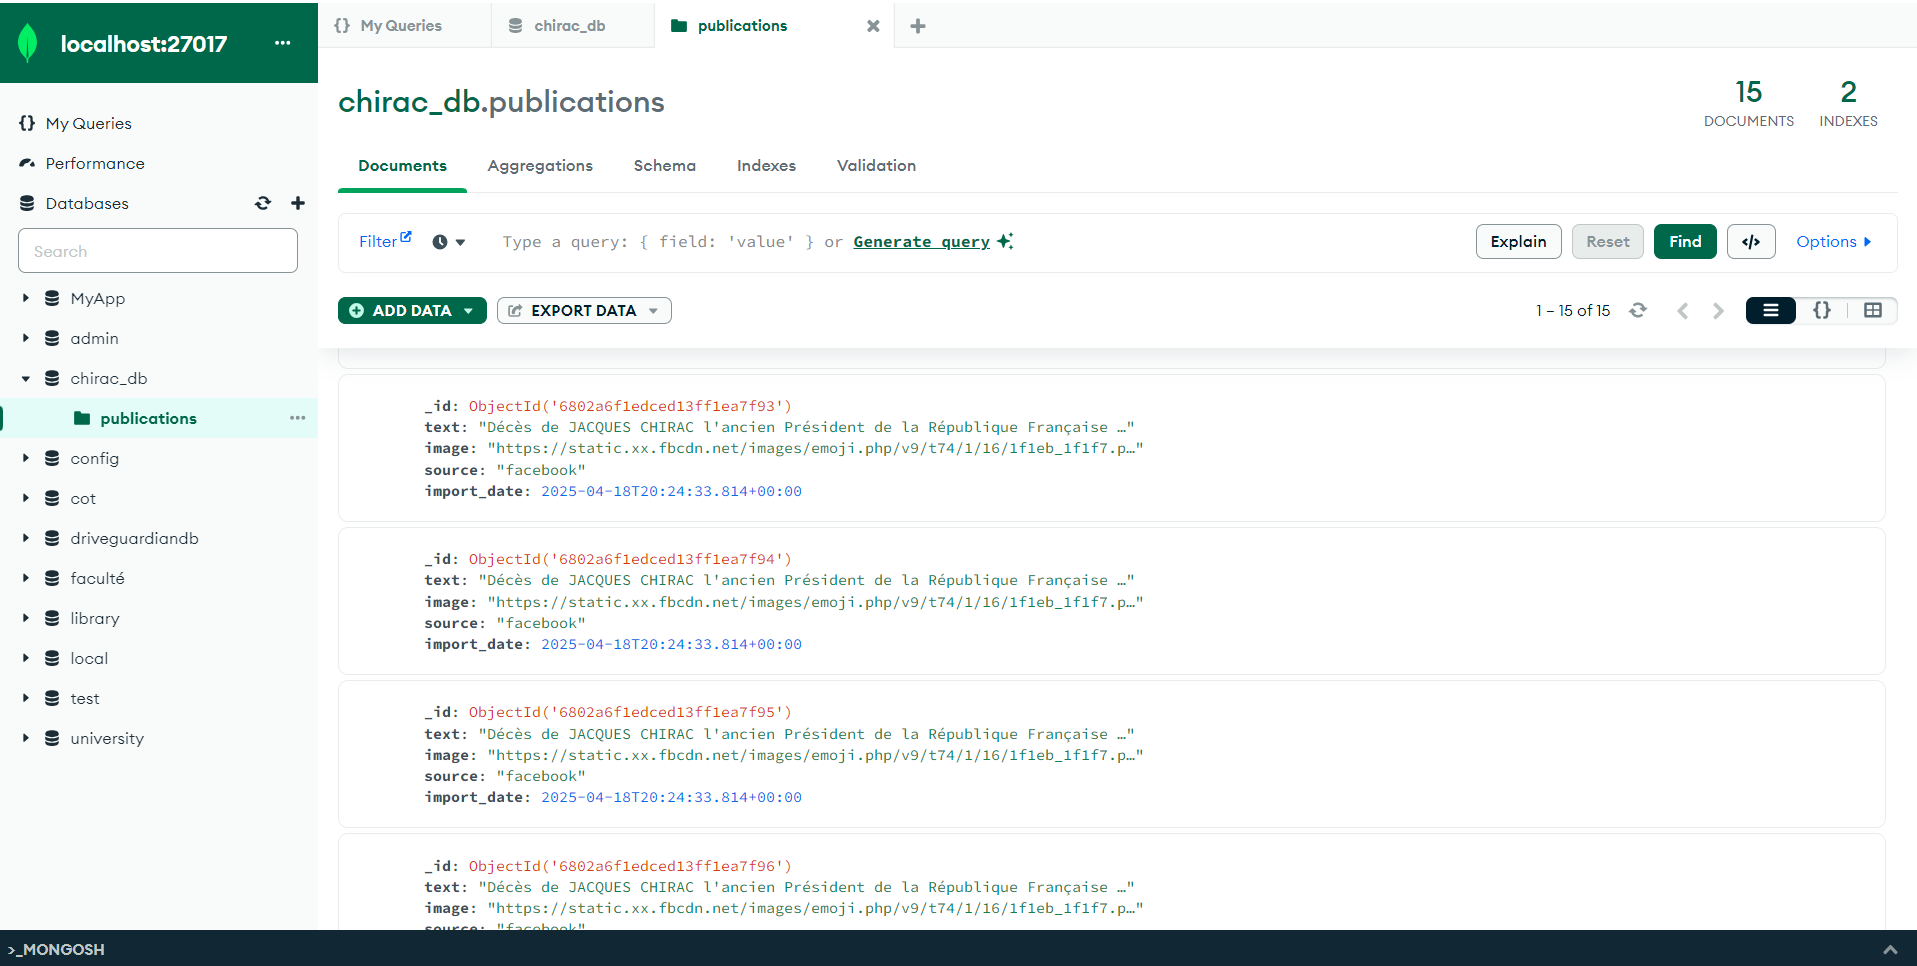 localhost:27017
My Queries
chirac_db
publications
chirac_db.publications
15
DOCUMENTS
2
INDEXES
My Queries
Performance
Databases
Search
MyApp
admin
chirac_db
publications
config
cot
driveguardiandb
faculté
library
local
test
university
Documents Aggregations Schema Indexes Validation
Filter Type a query: { field: 'value' } or Generate query Explain Reset Find </> Options
ADD DATA EXPORT DATA 1 – 15 of 15 {}
_id: ObjectId('6802a6f1edced13ff1ea7f93')
text: "Décès de JACQUES CHIRAC l'ancien Président de la République Française …"
image: "https://static.xx.fbcdn.net/images/emoji.php/v9/t74/1/16/1f1eb_1f1f7.p…"
source: "facebook"
import_date: 2025-04-18T20:24:33.814+00:00
_id: ObjectId('6802a6f1edced13ff1ea7f94')
text: "Décès de JACQUES CHIRAC l'ancien Président de la République Française …"
image: "https://static.xx.fbcdn.net/images/emoji.php/v9/t74/1/16/1f1eb_1f1f7.p…"
source: "facebook"
import_date: 2025-04-18T20:24:33.814+00:00
_id: ObjectId('6802a6f1edced13ff1ea7f95')
text: "Décès de JACQUES CHIRAC l'ancien Président de la République Française …"
image: "https://static.xx.fbcdn.net/images/emoji.php/v9/t74/1/16/1f1eb_1f1f7.p…"
source: "facebook"
import_date: 2025-04-18T20:24:33.814+00:00
_id: ObjectId('6802a6f1edced13ff1ea7f96')
text: "Décès de JACQUES CHIRAC l'ancien Président de la République Française …"
image: "https://static.xx.fbcdn.net/images/emoji.php/v9/t74/1/16/1f1eb_1f1f7.p…"
source: "facebook"
>_MONGOSH